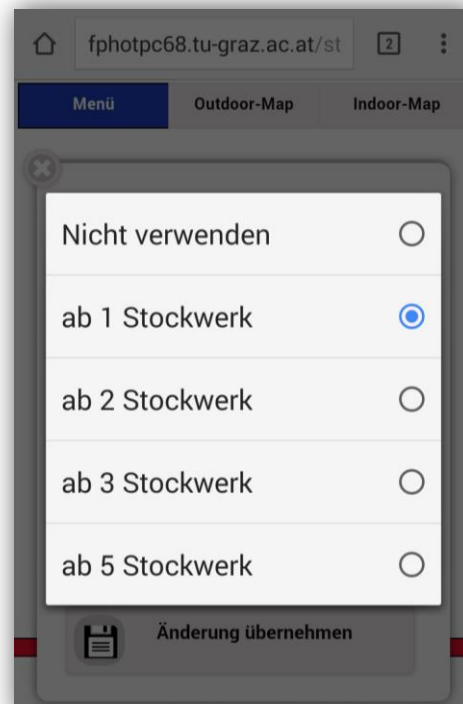 fphotpc68.tu-graz.ac.at/st
2
Menü Outdoor-Map Indoor-Map
Nicht verwenden
ab 1 Stockwerk
ab 2 Stockwerk
ab 3 Stockwerk
ab 5 Stockwerk
Änderung übernehmen